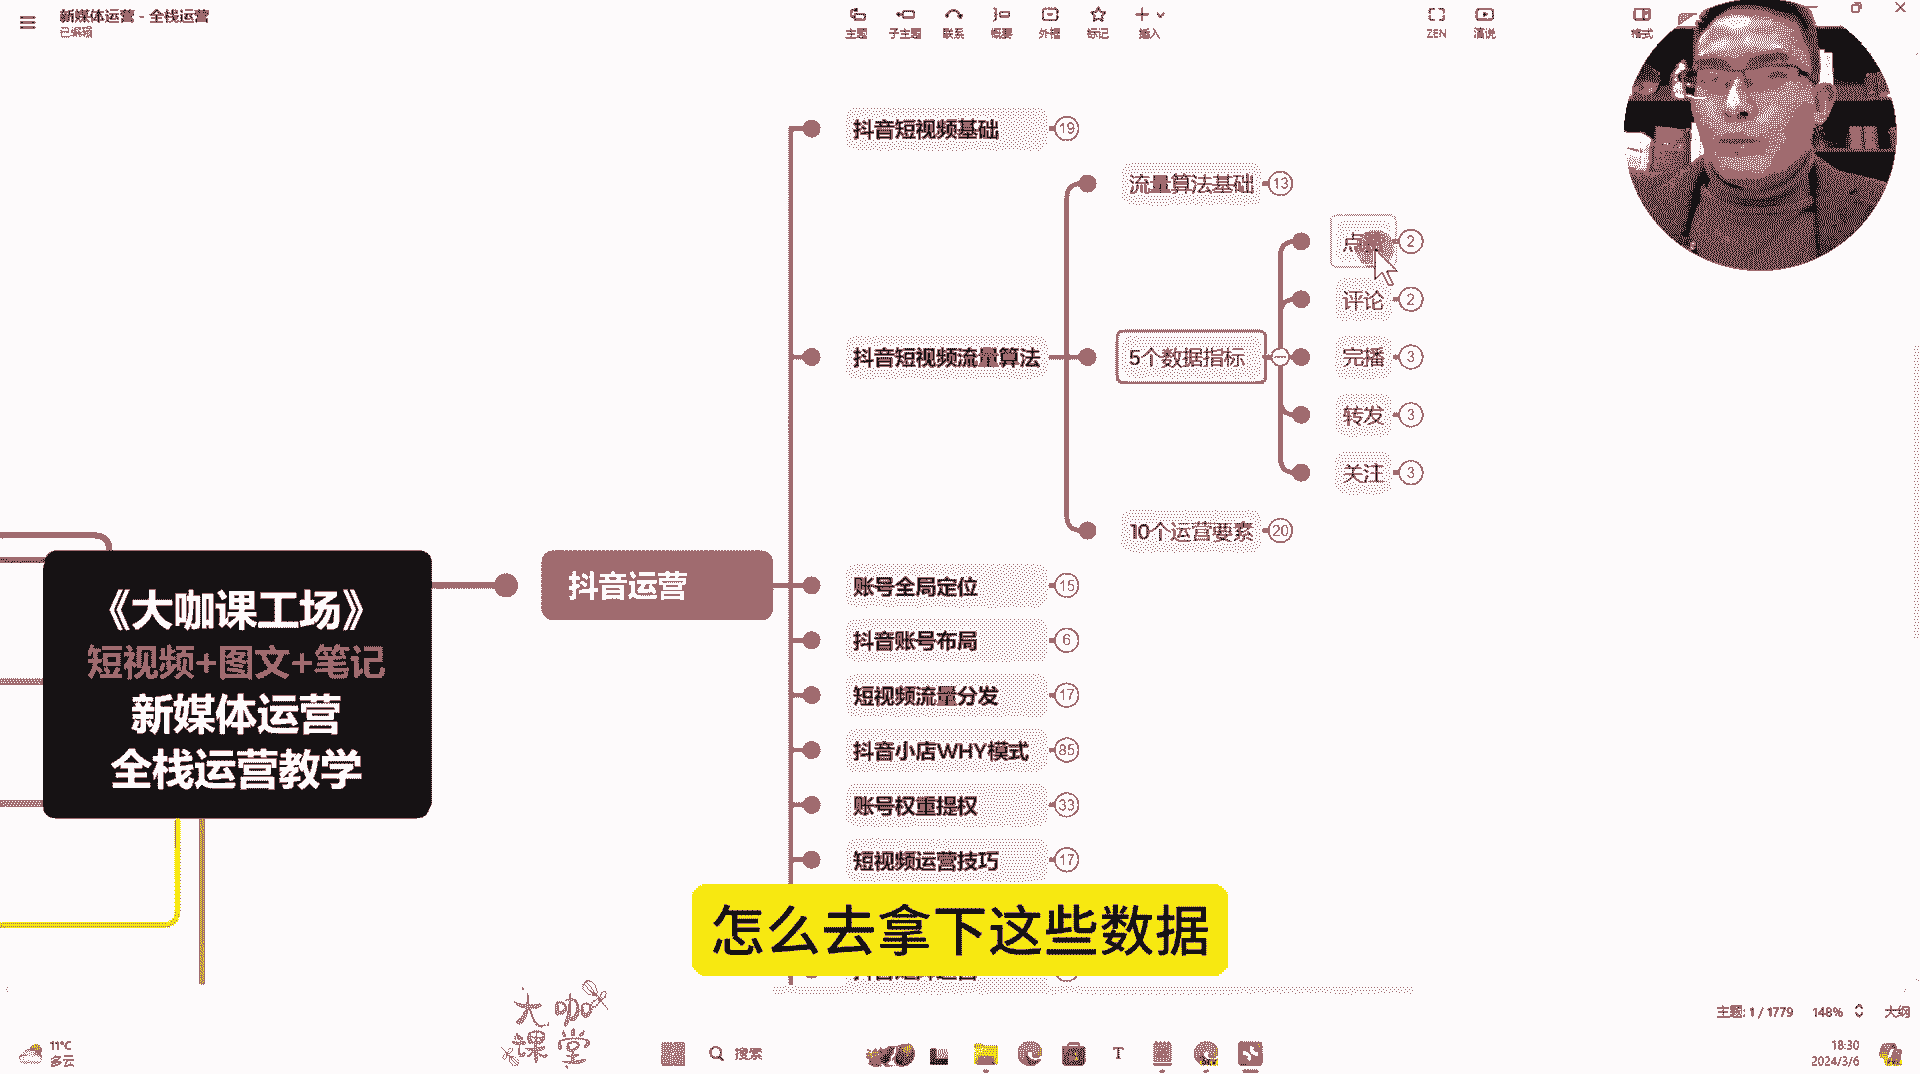 新媒体运营 - 全栈运营
已编辑
主题
子主题
联系
概要
外框
标记
插入
ZEN
演说
格式
抖音短视频基础 19
流量算法基础 13
点 2
评论 2
抖音短视频流量算法
5个数据指标
完播 3
转发 3
关注 3
10个运营要素 20
《大咖课工场》
短视频+图文+笔记
新媒体运营
全栈运营教学
抖音运营
账号全局定位 15
抖音账号布局 6
短视频流量分发 17
抖音小店WHY模式 85
账号权重提权 33
短视频运营技巧 17
怎么去拿下这些数据
大咖
课堂
主题: 1 / 1779
148%
大纲
11°C
多云
搜索
18:30
2024/3/6